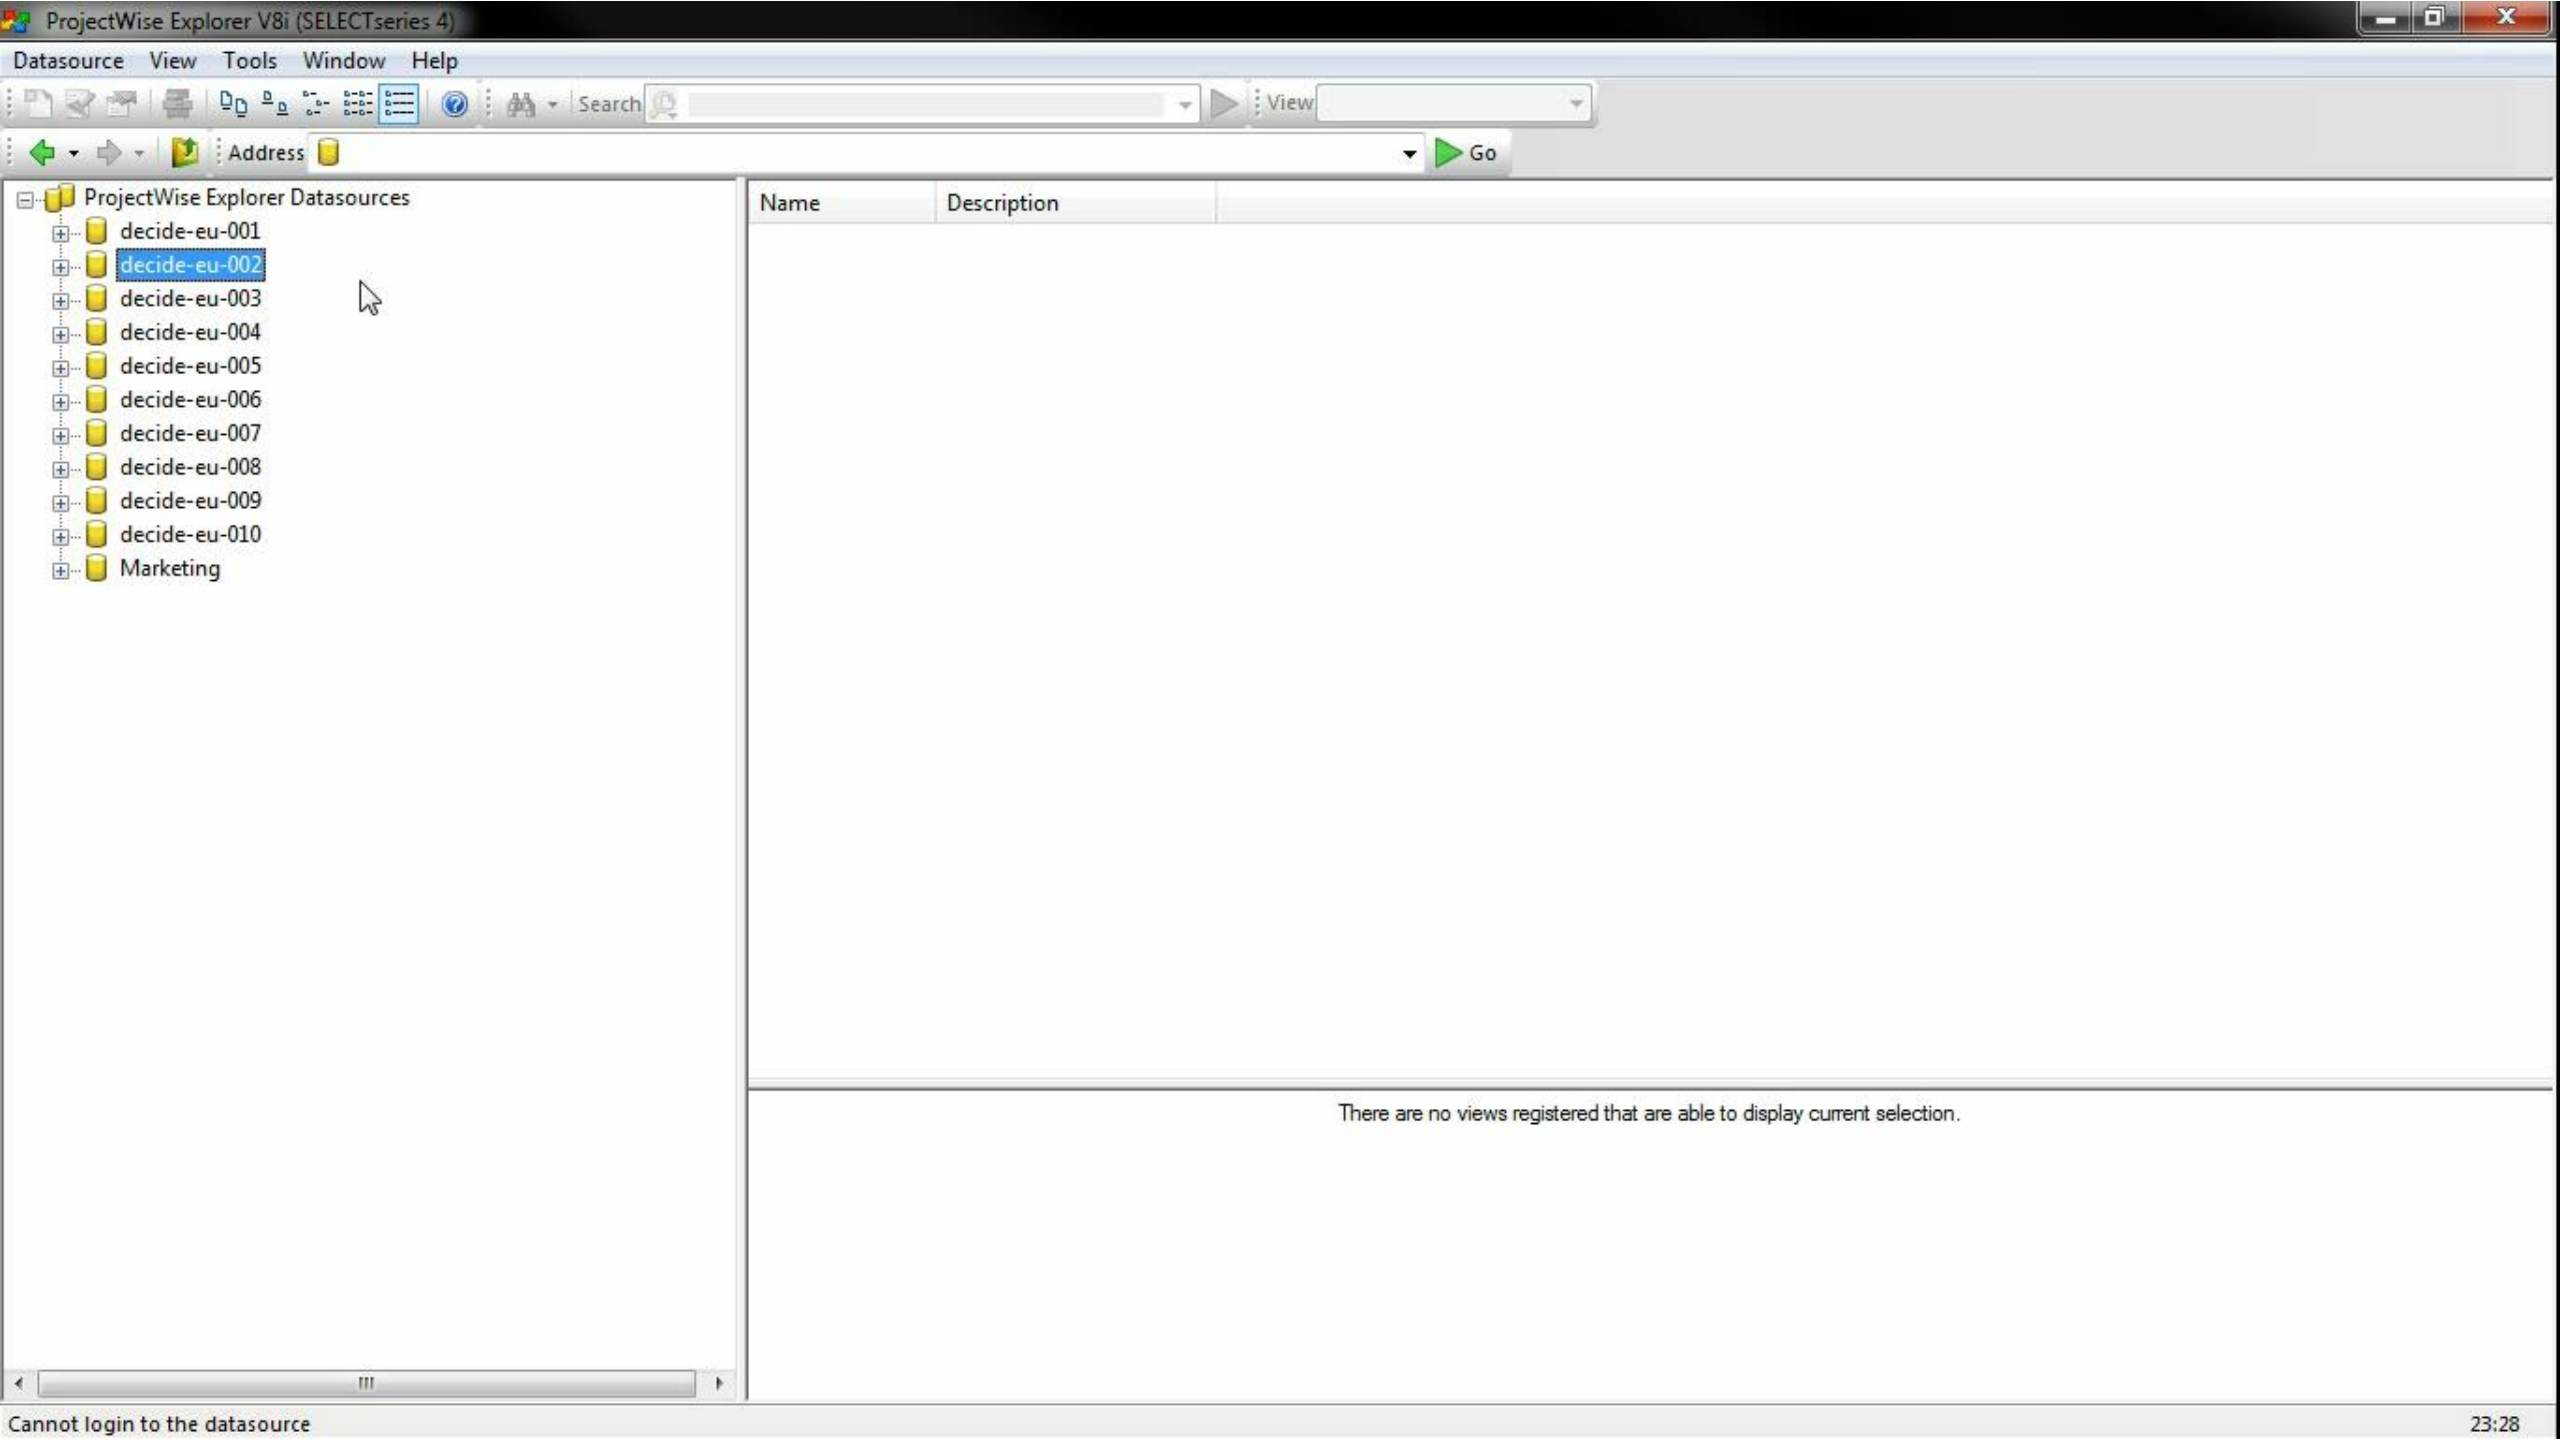 ProjectWise Explorer V8i (SELECTseries 4)
Datasource View Tools Window Help
Search View
Address Go
ProjectWise Explorer Datasources
decide-eu-001
decide-eu-002
decide-eu-003
decide-eu-004
decide-eu-005
decide-eu-006
decide-eu-007
decide-eu-008
decide-eu-009
decide-eu-010
Marketing
Name Description
There are no views registered that are able to display current selection.
Cannot login to the datasource 23:28